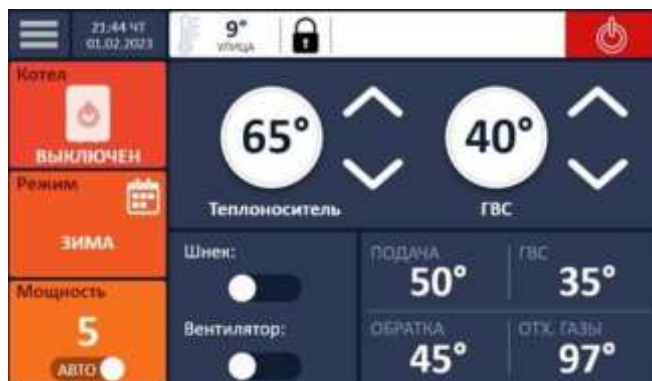 21:44 ЧТ
01.02.2023
9°
УЛИЦА
Котел
ВЫКЛЮЧЕН
65°
Теплоноситель
40°
ГВС
Режим
ЗИМА
Шнек:
Вентилятор:
ПОДАЧА
50°
ГВС
35°
Мощность
5
АВТО
ОБРАТКА
45°
ОТХ. ГАЗЫ
97°